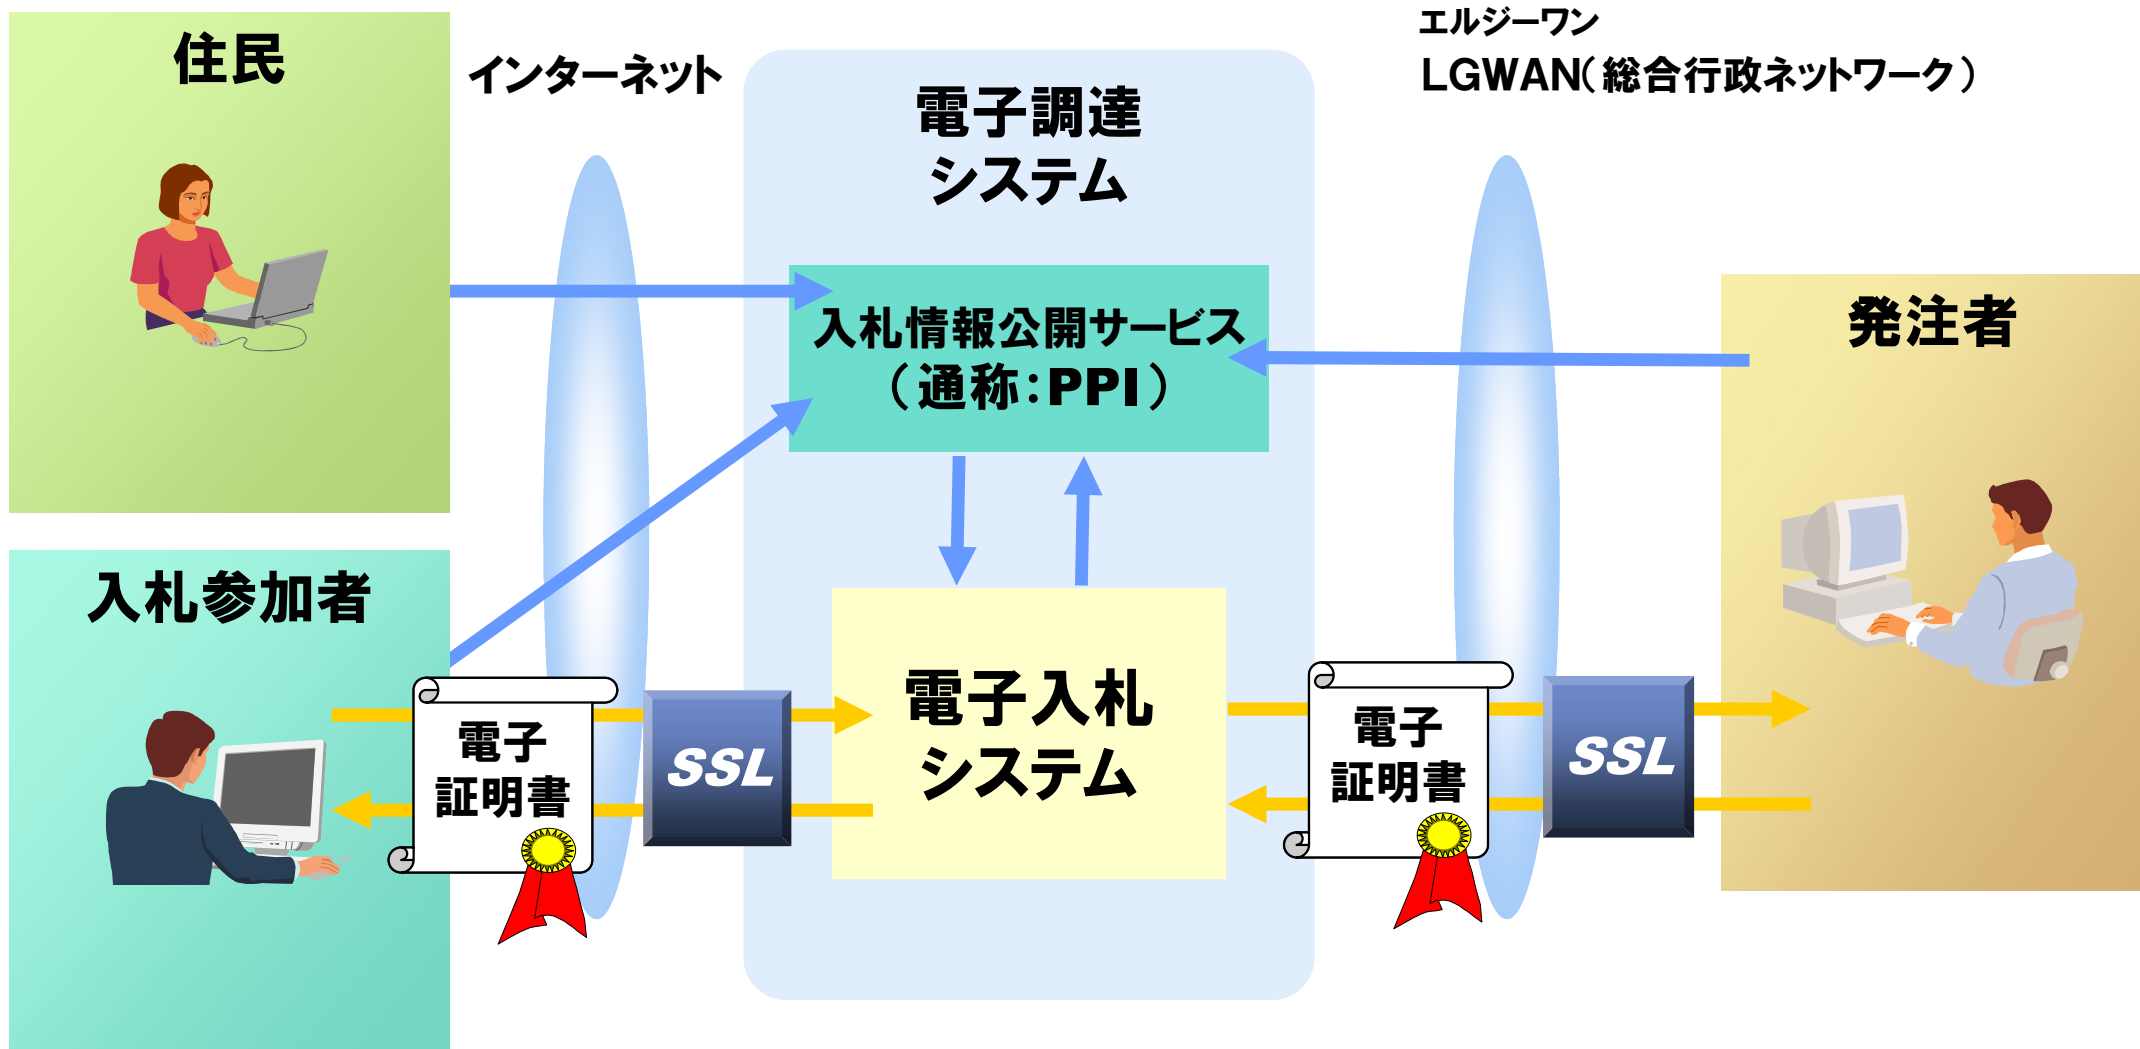 住民
インターネット
エルジーワン
LGWAN(総合行政ネットワーク)
電子調達
システム
入札情報公開サービス
(通称:PPI)
発注者
入札参加者
電子
証明書
SSL
電子入札
システム
電子
証明書
SSL